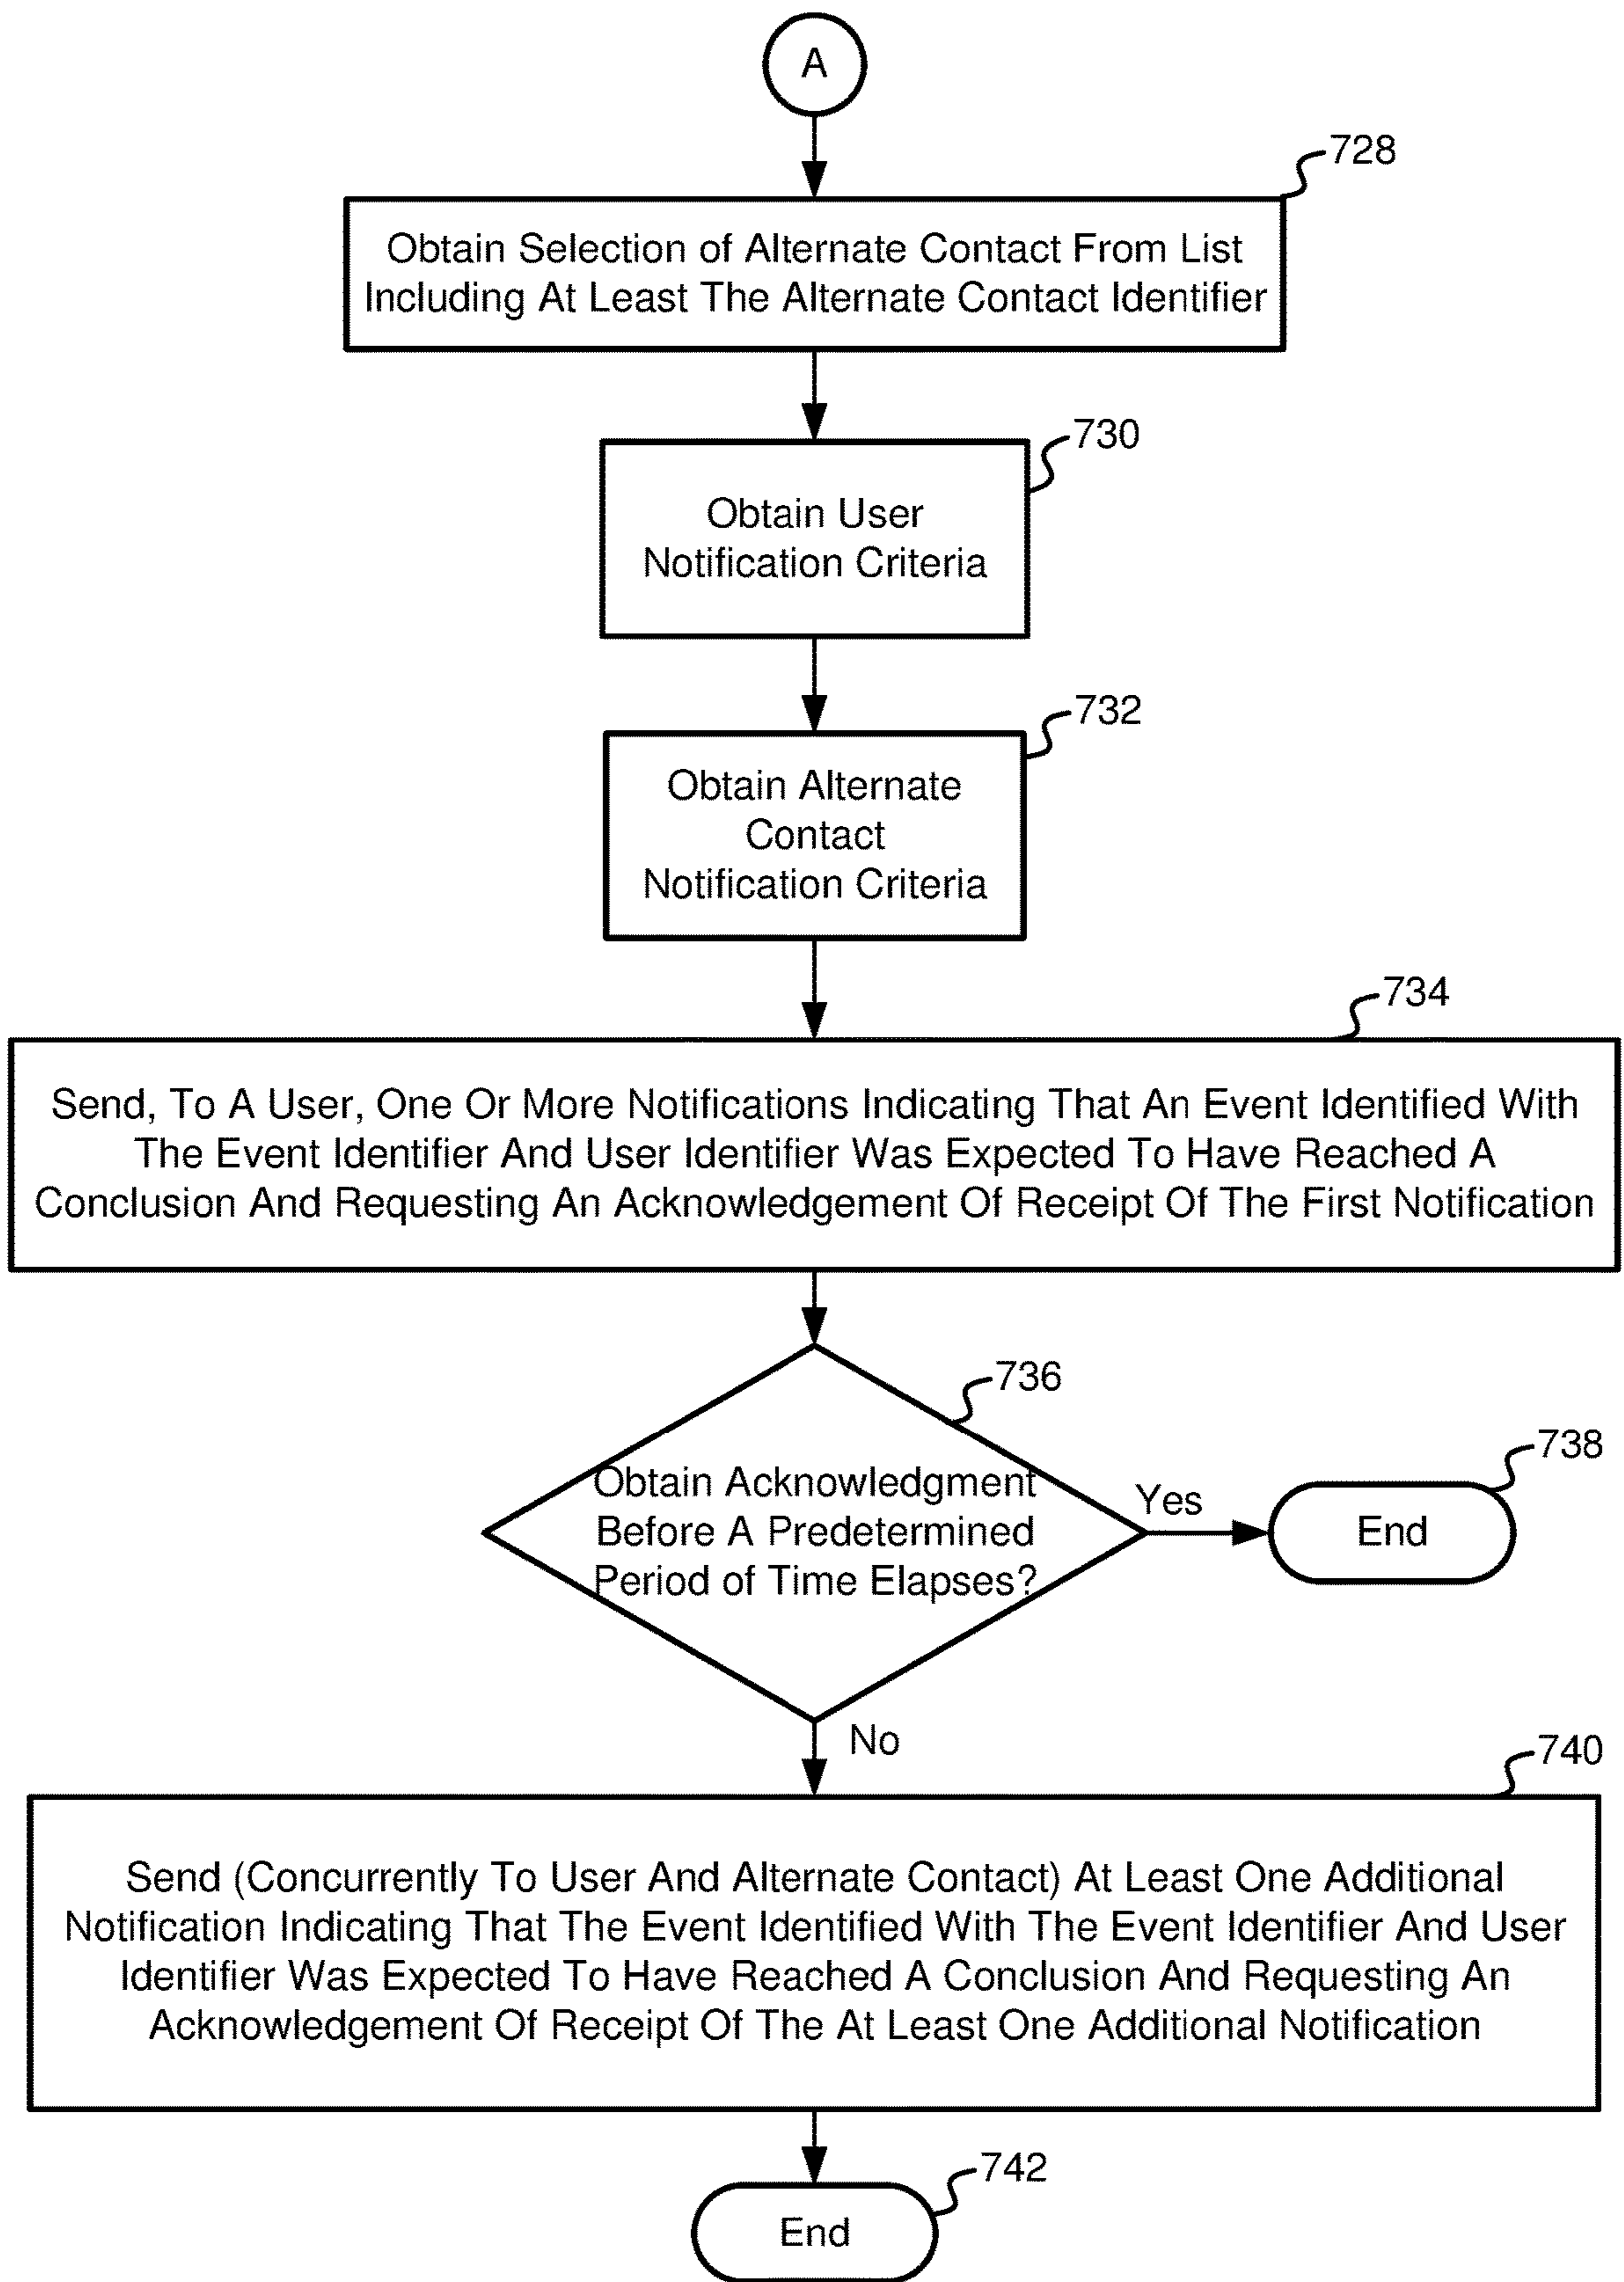 A
728
Obtain Selection of Alternate Contact From List
Including At Least The Alternate Contact Identifier
730
Obtain User
Notification Criteria
732
Obtain Alternate
Contact
Notification Criteria
734
Send, To A User, One Or More Notifications Indicating That An Event Identified With
The Event Identifier And User Identifier Was Expected To Have Reached A
Conclusion And Requesting An Acknowledgement Of Receipt Of The First Notification
736
Obtain Acknowledgment
Before A Predetermined
Period of Time Elapses?
Yes
738
End
No
740
Send (Concurrently To User And Alternate Contact) At Least One Additional
Notification Indicating That The Event Identified With The Event Identifier And User
Identifier Was Expected To Have Reached A Conclusion And Requesting An
Acknowledgement Of Receipt Of The At Least One Additional Notification
742
End